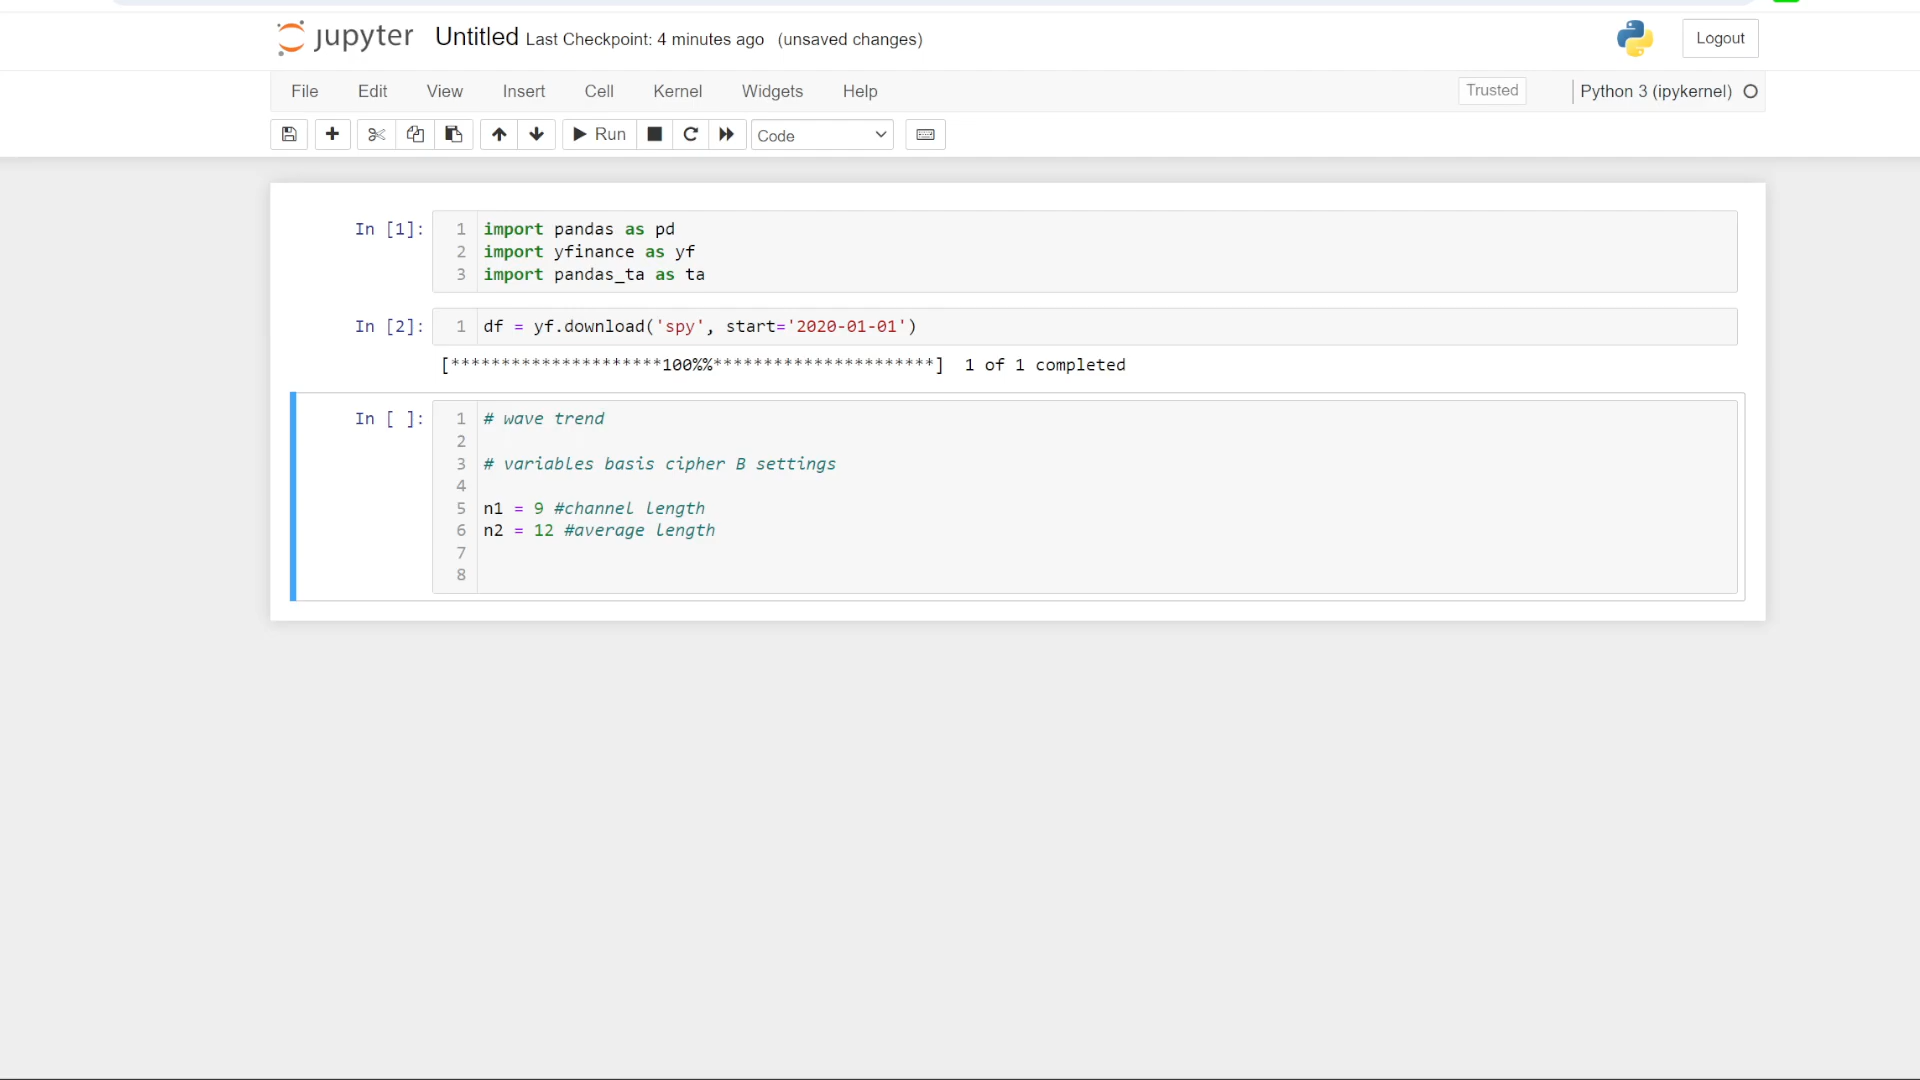 jupyter Untitled Last Checkpoint: 4 minutes ago (unsaved changes) Logout
File Edit View Insert Cell Kernel Widgets Help Trusted Python 3 (ipykernel)
Run Code
In [1]:
1 import pandas as pd
2 import yfinance as yf
3 import pandas_ta as ta
In [2]:
1 df = yf.download('spy', start='2020-01-01')
[*********************100%%**********************] 1 of 1 completed
In [ ]:
1 # wave trend
2
3 # variables basis cipher B settings
4
5 n1 = 9 #channel length
6 n2 = 12 #average length
7
8